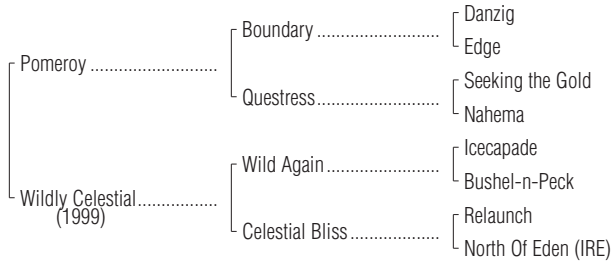 Danzig
Boundary ........................
Edge
Pomeroy .........................
Seeking the Gold
Questress........................
Nahema
Icecapade
Wild Again ......................
Bushel-n-Peck
Wildly Celestial................
(1999)
Relaunch
Celestial Bliss.................
North Of Eden (IRE)